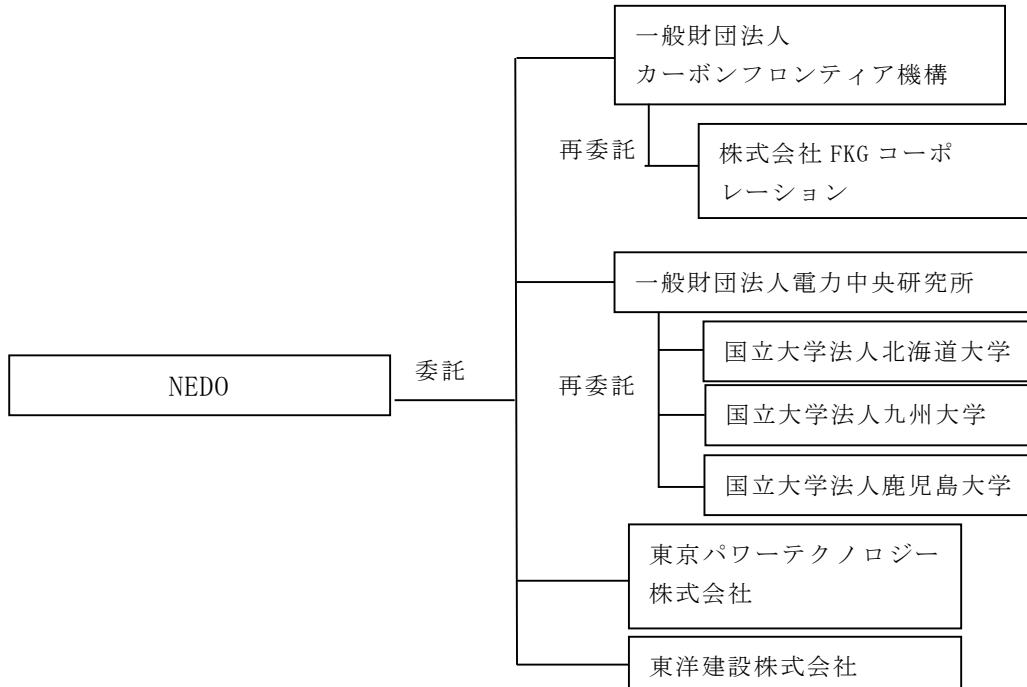 一般財団法人
カーボンフロンティア機構
再委託
株式会社 FKG コーポ
レーション
一般財団法人電力中央研究所
国立大学法人北海道大学
委託
NEDO
再委託
国立大学法人九州大学
国立大学法人鹿児島大学
東京パワーテクノロジー
株式会社
東洋建設株式会社